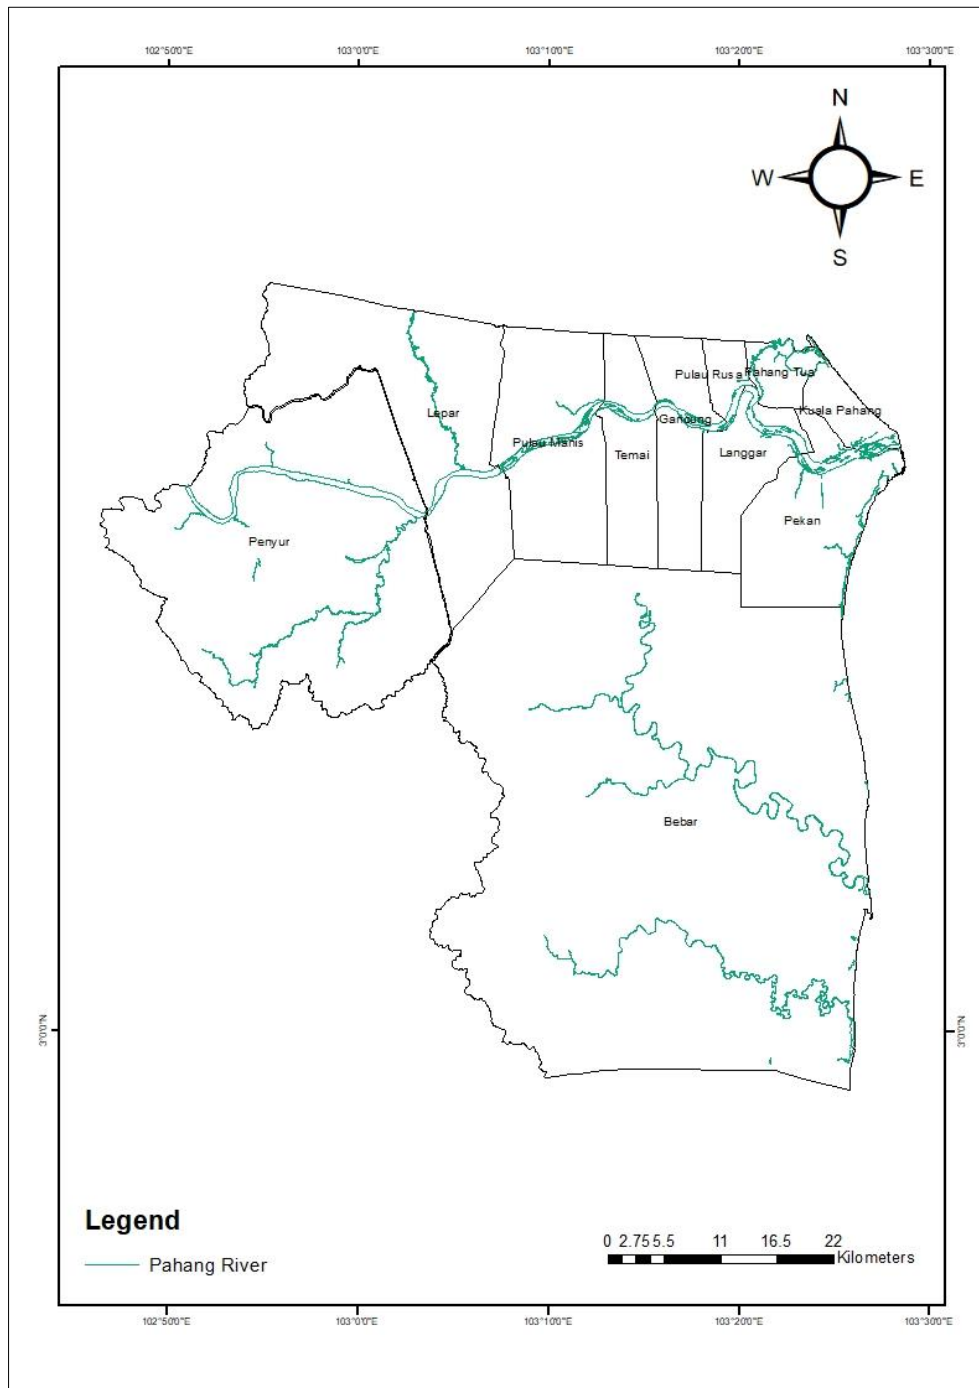 102°50'0"E 103°0'0"E 103°10'0"E 103°20'0"E 103°30'0"E
N
W E
S
Pulau Rusa Pahang Tua
Lepar Kuala Pahang
Ganchung
Pulau Manis
Temai Langgar
Pekan
Penyur
Bebar
3°0'0"N 3°0'0"N
Legend
Pahang River
0 2.75 5.5 11 16.5 22
Kilometers
102°50'0"E 103°0'0"E 103°10'0"E 103°20'0"E 103°30'0"E